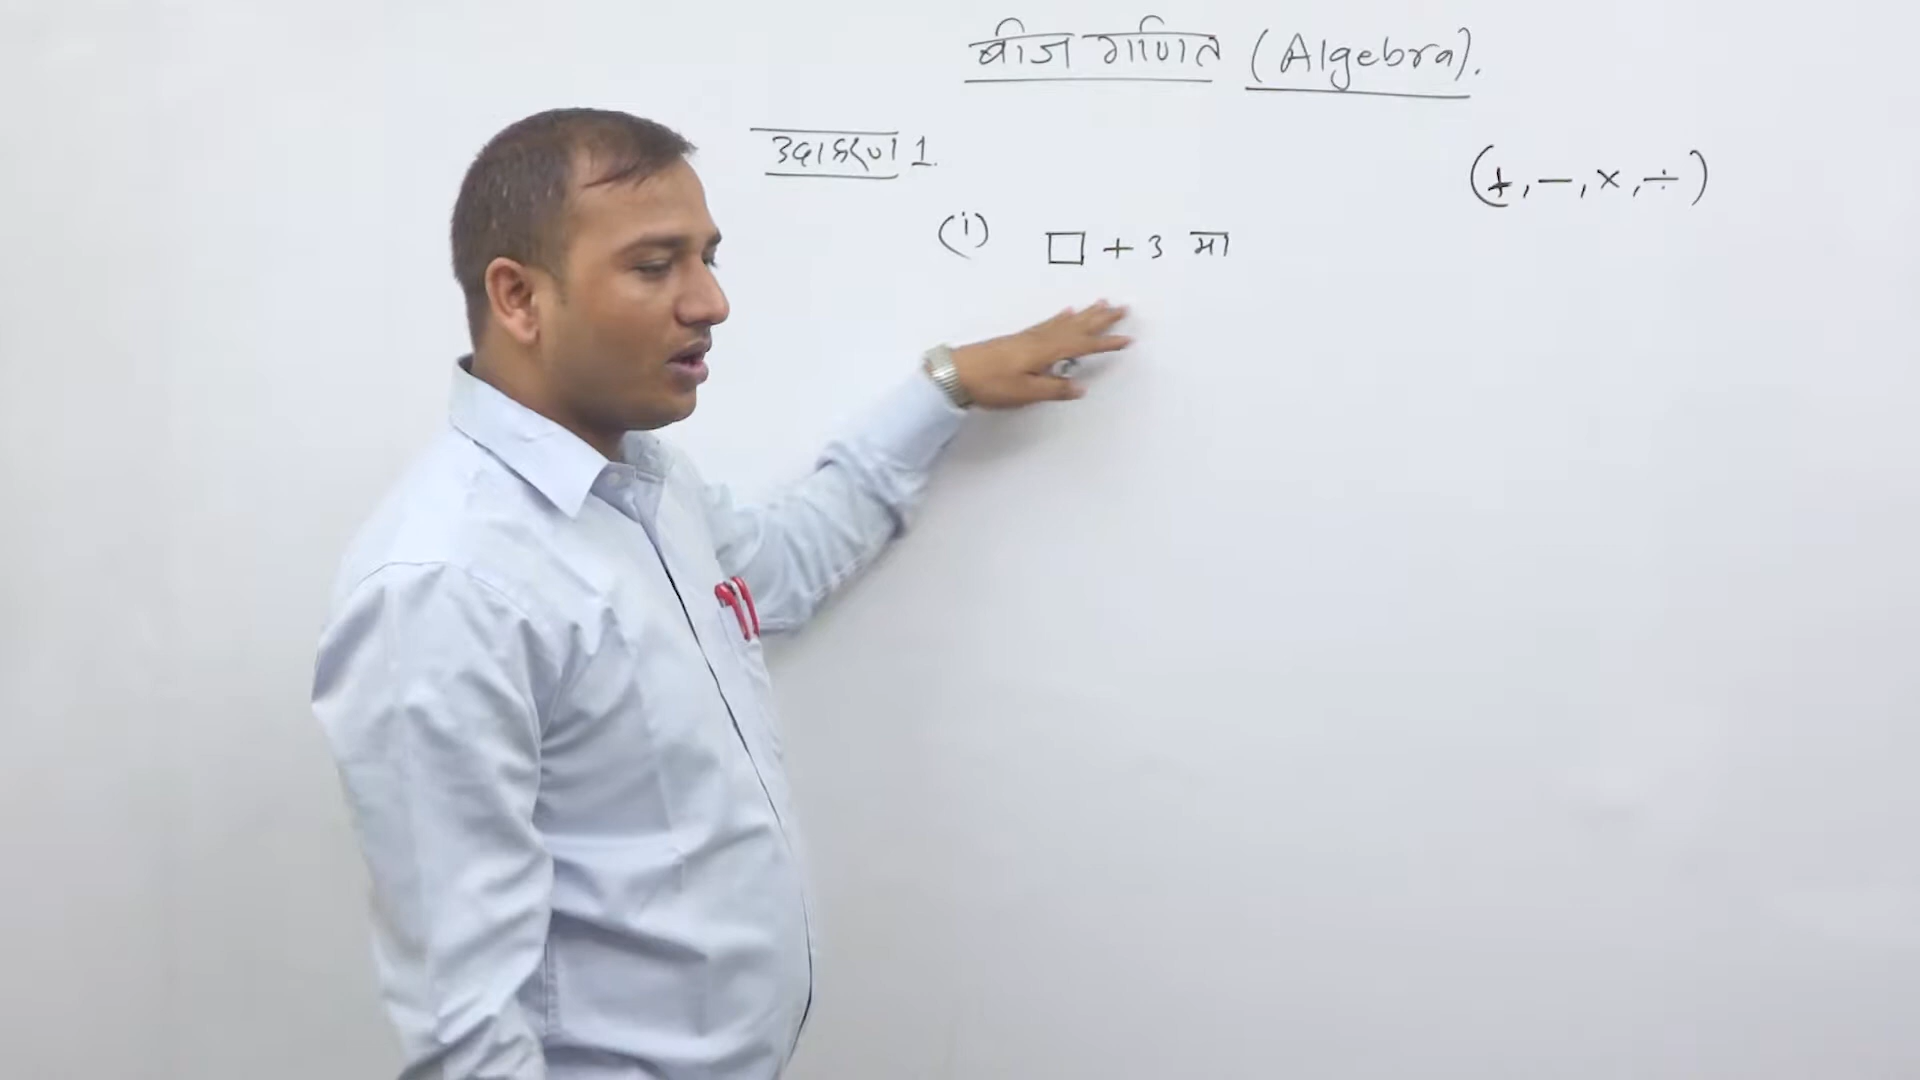 बीज गणित (Algebra).
उदाहरण 1.
(+, -, ×, ÷)
(i) □ + 3 मा